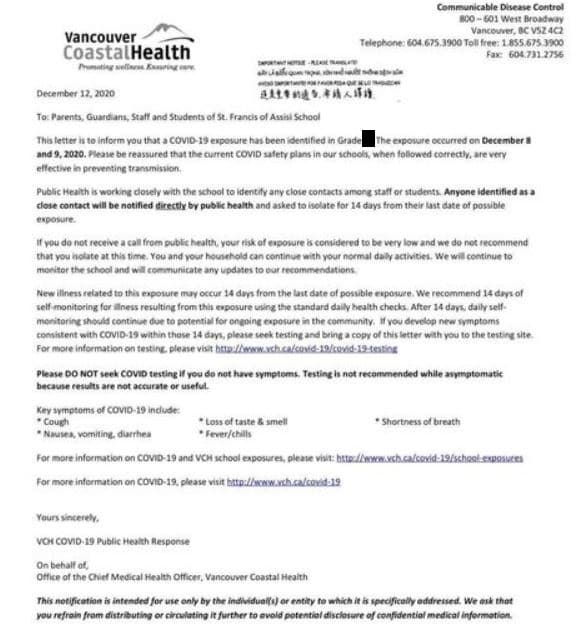 Communicable Disease Control
800 – 601 West Broadway
Vancouver, BC V5Z 4C2
Telephone: 604.675.3900 Toll free: 1.855.675.3900
Fax: 604.731.2756
Vancouver
CoastalHealth
Promoting wellness. Ensuring care.
IMPORTANT NOTICE - PLEASE TRANSLATE!
December 12, 2020
To: Parents, Guardians, Staff and Students of St. Francis of Assisi School
This letter is to inform you that a COVID-19 exposure has been identified in Grade The exposure occurred on December 8
and 9, 2020. Please be reassured that the current COVID safety plans in our schools, when followed correctly, are very
effective in preventing transmission.
Public Health is working closely with the school to identify any close contacts among staff or students. Anyone identified as a
close contact will be notified directly by public health and asked to isolate for 14 days from their last date of possible
exposure.
If you do not receive a call from public health, your risk of exposure is considered to be very low and we do not recommend
that you isolate at this time. You and your household can continue with your normal daily activities. We will continue to
monitor the school and will communicate any updates to our recommendations.
New illness related to this exposure may occur 14 days from the last date of possible exposure. We recommend 14 days of
self-monitoring for illness resulting from this exposure using the standard daily health checks. After 14 days, daily self-
monitoring should continue due to potential for ongoing exposure in the community. If you develop new symptoms
consistent with COVID-19 within those 14 days, please seek testing and bring a copy of this letter with you to the testing site.
For more information on testing, please visit http://www.vch.ca/covid-19/covid-19-testing
Please DO NOT seek COVID testing if you do not have symptoms. Testing is not recommended while asymptomatic
because results are not accurate or useful.
Key symptoms of COVID-19 include:
* Cough * Loss of taste & smell * Shortness of breath
* Nausea, vomiting, diarrhea * Fever/chills
For more information on COVID-19 and VCH school exposures, please visit: http://www.vch.ca/covid-19/school-exposures
For more information on COVID-19, please visit http://www.vch.ca/covid-19
Yours sincerely,
VCH COVID-19 Public Health Response
On behalf of,
Office of the Chief Medical Health Officer, Vancouver Coastal Health
This notification is intended for use only by the individual(s) or entity to which it is specifically addressed. We ask that
you refrain from distributing or circulating it further to avoid potential disclosure of confidential medical information.